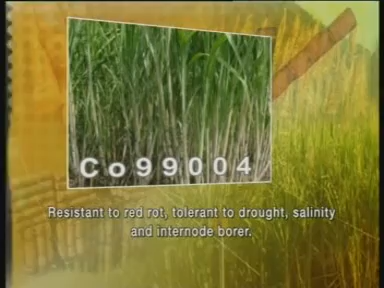 Co99004
Resistant to red rot, tolerant to drought, salinity
and internode borer.